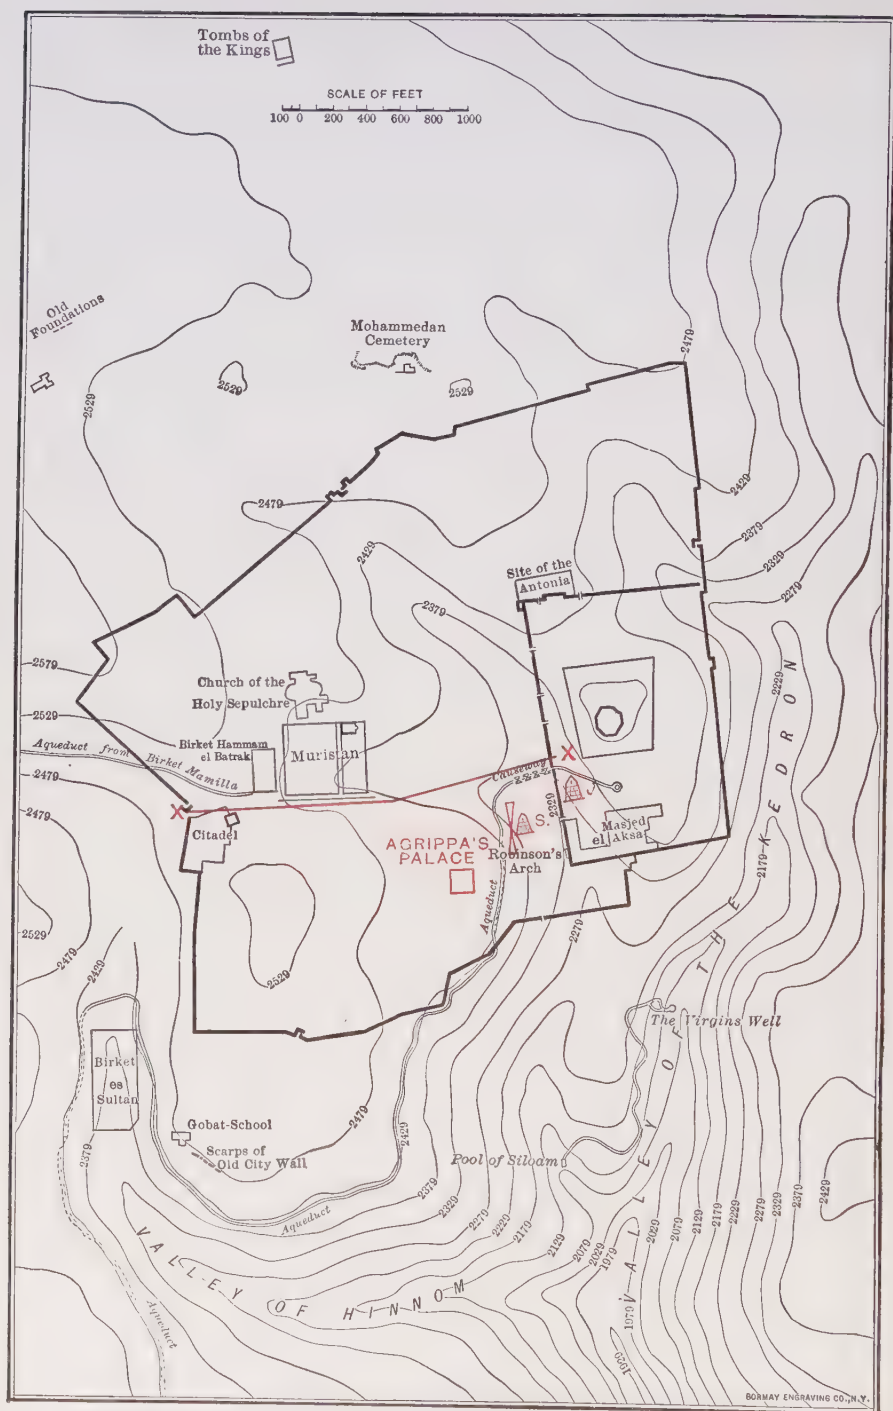 Tombs of
the Kings
SCALE OF FEET
100 0 200 400 600 800 1000
Old
Foundations
Mohammedan
Cemetery
2479
2529
2529
2529
2479
2429
2429
2379
2379
2329
2279
Site of the
Antonia
2579
2529
2229
Church of the
Holy Sepulchre
Aqueduct from Birket Mamilla
Birket Hammam
el Batrak
Muristan
Causeway
X
2479
2479
X
Citadel
2329
J.
S.
Masjed
el Aksa
AGRIPPA'S
PALACE
Robinson's
Arch
2179
Aqueduct
2529
2479
2429
2529
2279
THE VALLEY OF KEDRON
The Virgins Well
Birket
es
Sultan
Gobat-School
2479
2429
Scarps of
Old City Wall
Pool of Siloam
2379
2379
2329
2279
2229
2179
2129
2079
2029
1979
2029
2079
2129
2179
2229
2279
2329
2379
2429
Aqueduct
VALLEY OF HINNOM
Aqueduct
1979
1929
BORMAY ENGRAVING CO., N.Y.